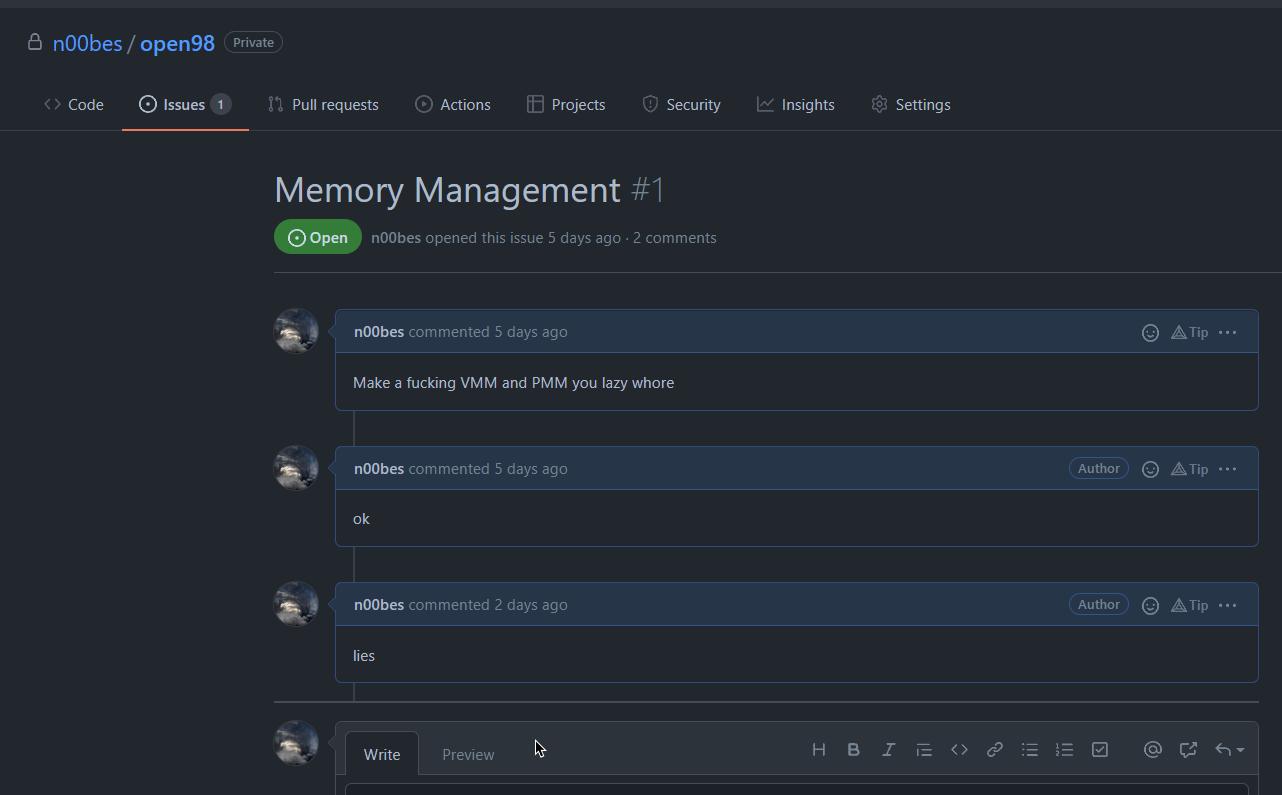 n00bes / open98 Private
Code Issues 1 Pull requests Actions Projects Security Insights Settings
Memory Management #1
Open n00bes opened this issue 5 days ago · 2 comments
n00bes commented 5 days ago Tip ...
Make a fucking VMM and PMM you lazy whore
n00bes commented 5 days ago Author Tip ...
ok
n00bes commented 2 days ago Author Tip ...
lies
Write Preview H B I